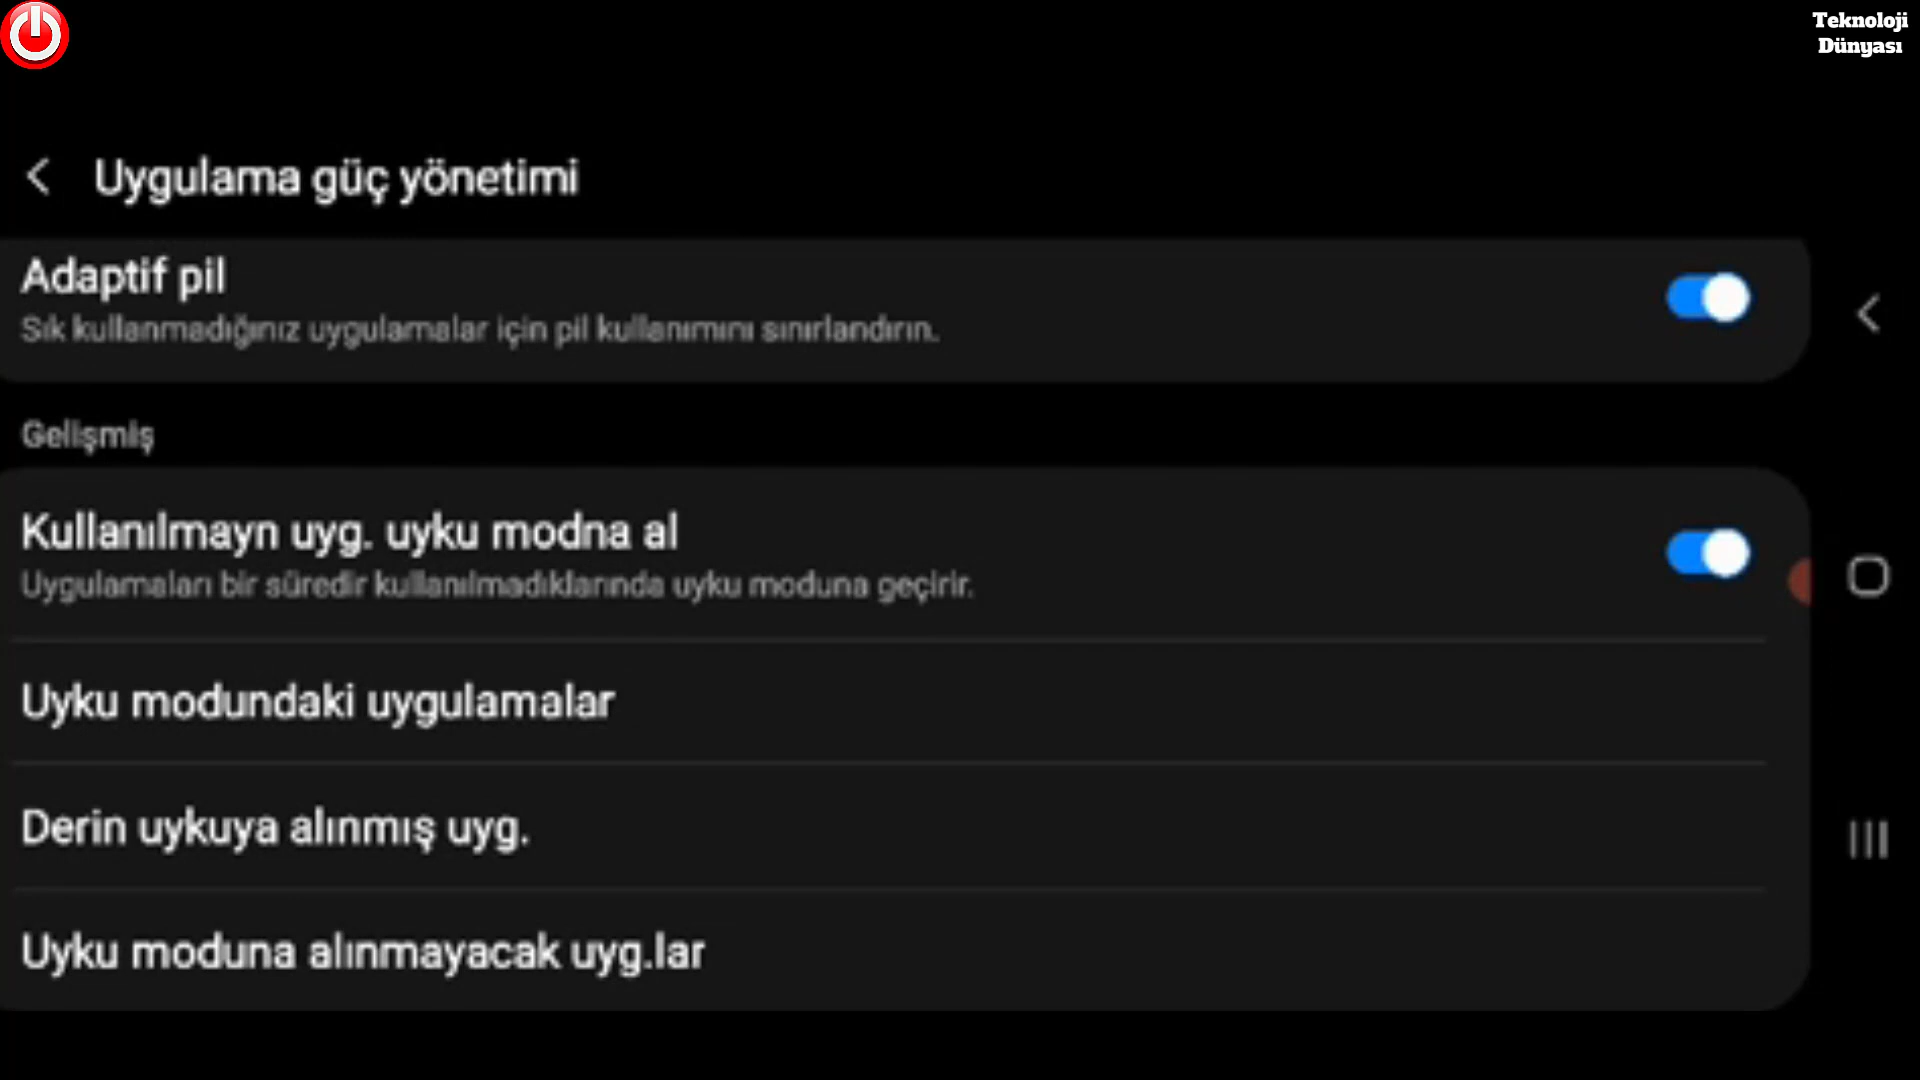 Teknoloji
Dünyası
Uygulama güç yönetimi
Adaptif pil
Sık kullanmadığınız uygulamalar için pil kullanımını sınırlandırın.
Gelişmiş
Kullanılmayn uyg. uyku modna al
Uygulamaları bir süredir kullanılmadıklarında uyku moduna geçirir.
Uyku modundaki uygulamalar
Derin uykuya alınmış uyg.
Uyku moduna alınmayacak uyg.lar